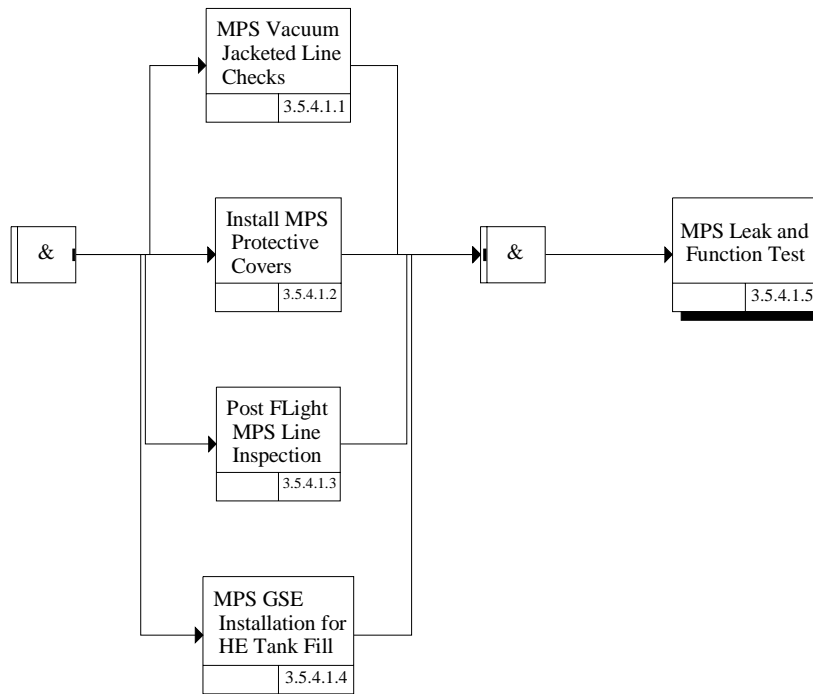 MPS Vacuum
Jacketed Line
Checks
3.5.4.1.1
&
Install MPS
Protective
Covers
3.5.4.1.2
&
MPS Leak and
Function Test
3.5.4.1.5
Post FLight
MPS Line
Inspection
3.5.4.1.3
MPS GSE
Installation for
HE Tank Fill
3.5.4.1.4